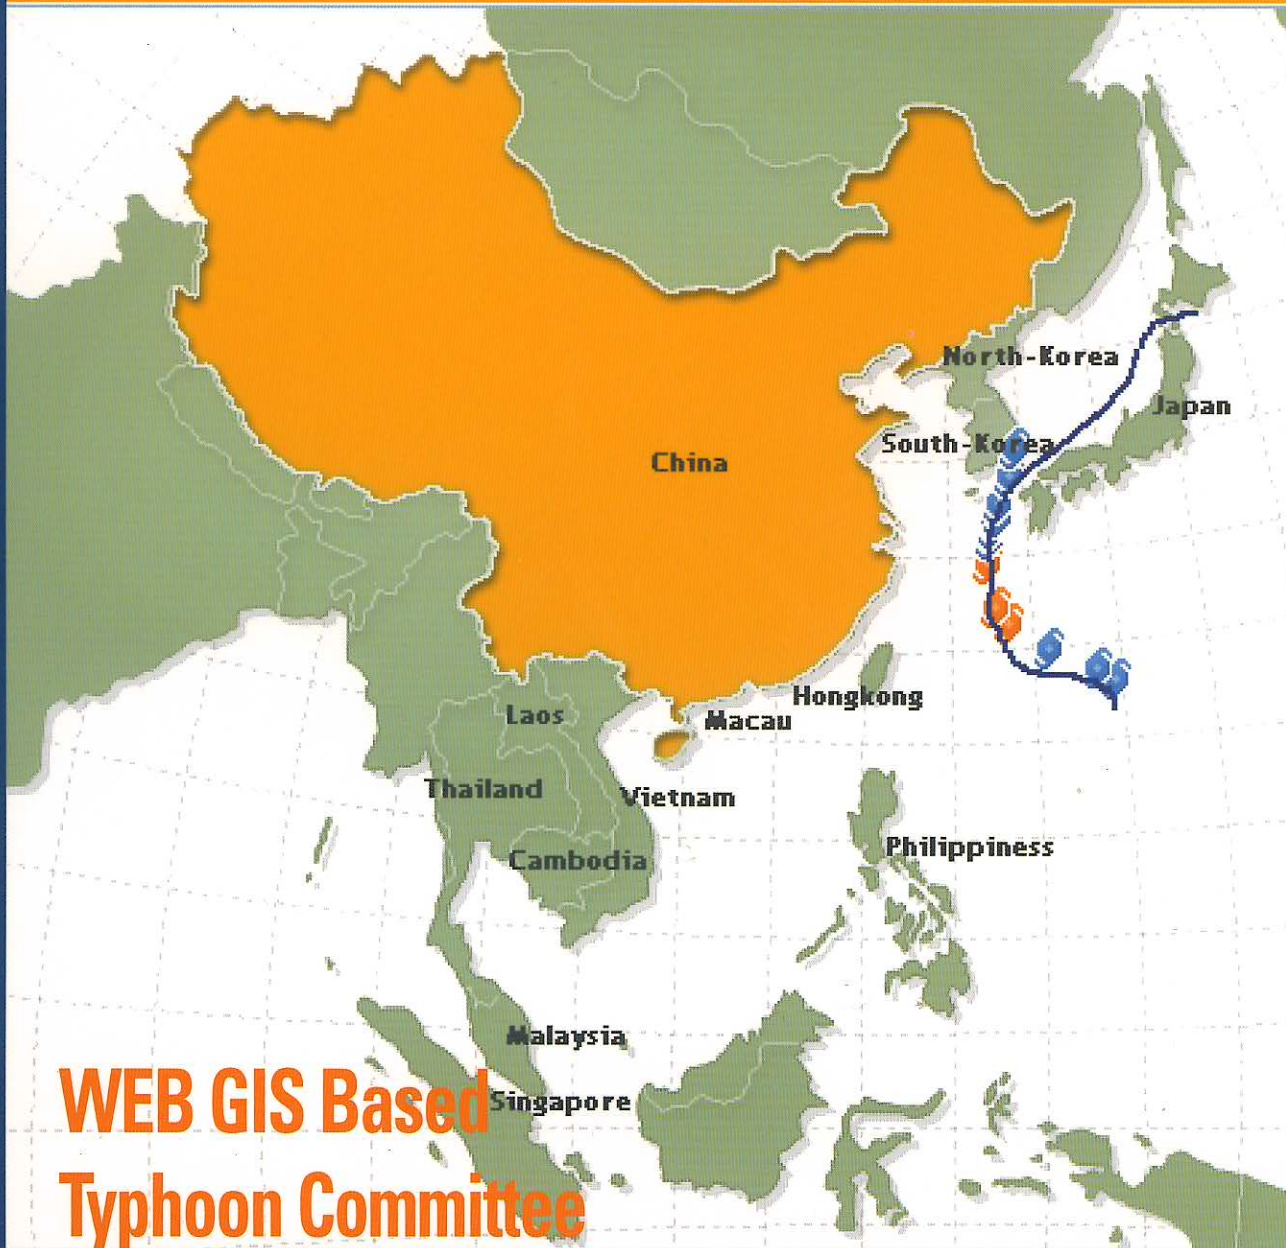 North-Korea
Japan
South-Korea
China
Hongkong
Macau
Laos
Thailand
Vietnam
Philippiness
Cambodia
Malaysia
Singapore
WEB GIS Based
Typhoon Committee